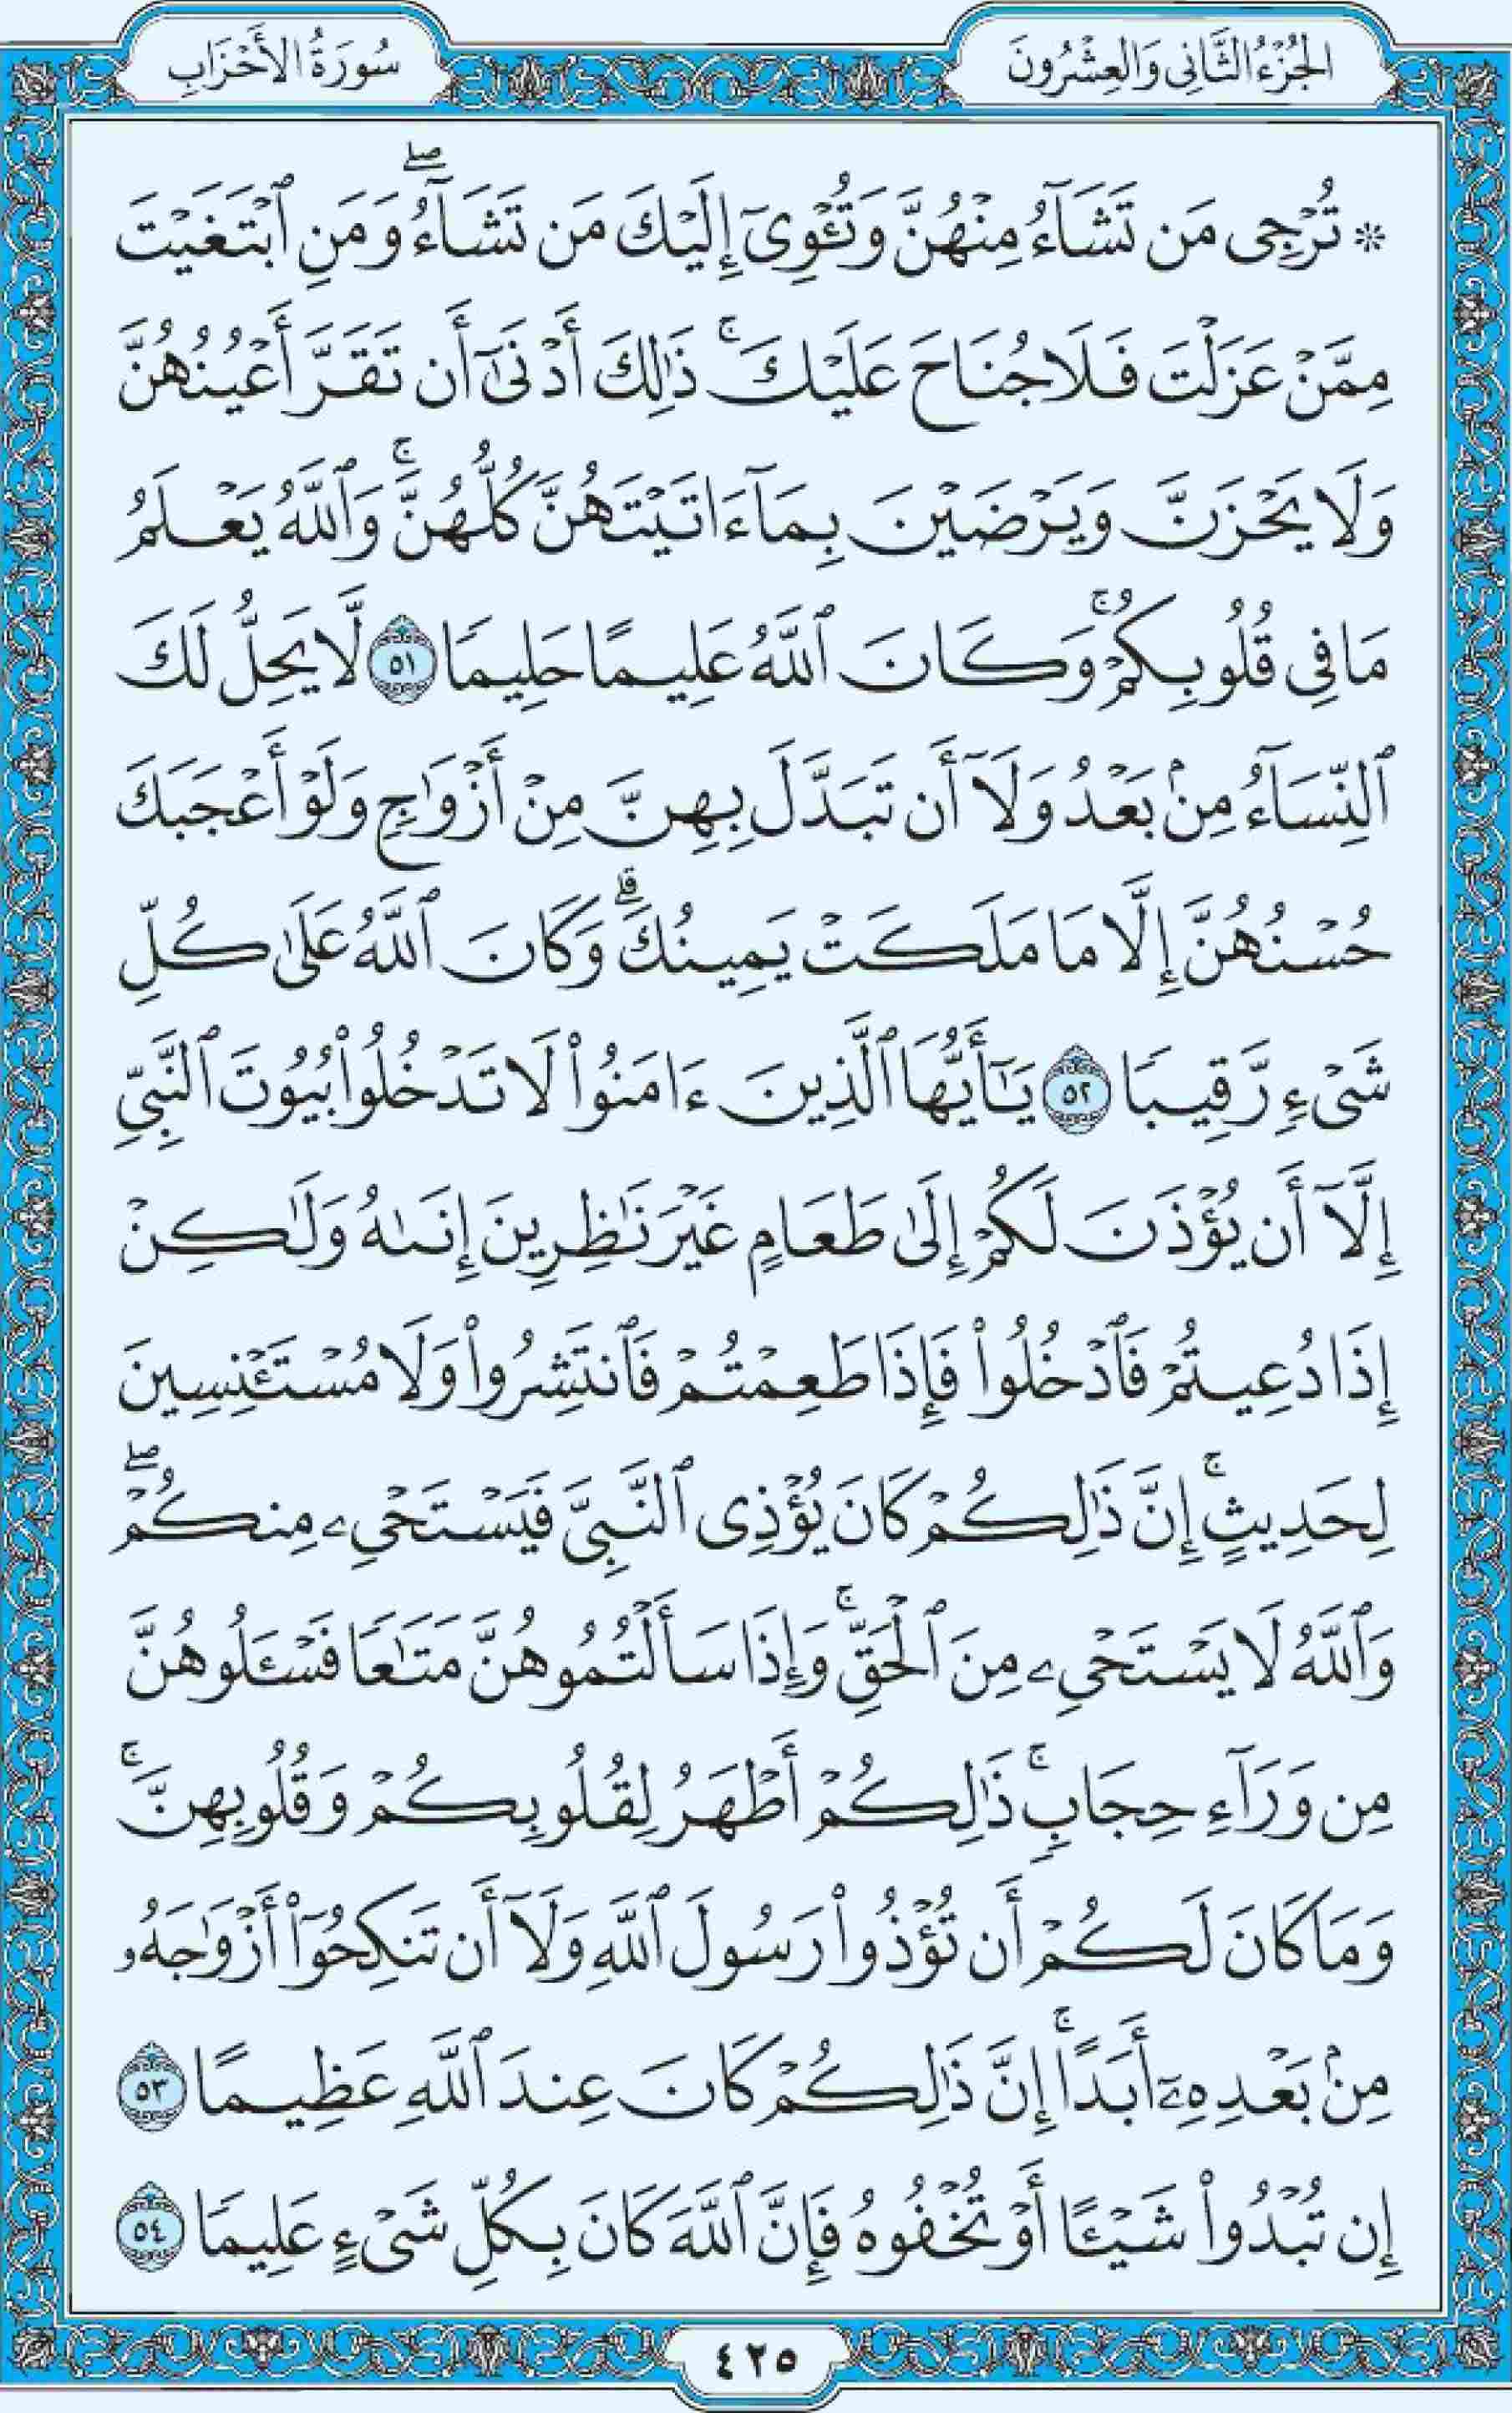 الجُزْءُ الثَّانِي وَالعِشْرُونَ
سُورَةُ الأَحْزَابِ
۞ تُرْجِي مَن تَشَآءُ مِنْهُنَّ وَتُـْٔوِىٓ إِلَيْكَ مَن تَشَآءُ ۖ وَمَنِ ٱبْتَغَيْتَ
مِمَّنْ عَزَلْتَ فَلَا جُنَاحَ عَلَيْكَ ۚ ذَٰلِكَ أَدْنَىٰٓ أَن تَقَرَّ أَعْيُنُهُنَّ
وَلَا يَحْزَنَّ وَيَرْضَيْنَ بِمَآ ءَاتَيْتَهُنَّ كُلُّهُنَّ ۚ وَٱللَّهُ يَعْلَمُ
مَا فِى قُلُوبِكُمْ ۚ وَكَانَ ٱللَّهُ عَلِيمًا حَلِيمًا ٥١ لَّا يَحِلُّ لَكَ
ٱلنِّسَآءُ مِنۢ بَعْدُ وَلَآ أَن تَبَدَّلَ بِهِنَّ مِنْ أَزْوَٰجٍ وَلَوْ أَعْجَبَكَ
حُسْنُهُنَّ إِلَّا مَا مَلَكَتْ يَمِينُكَ ۗ وَكَانَ ٱللَّهُ عَلَىٰ كُلِّ
شَىْءٍ رَّقِيبًا ٥٢ يَـٰٓأَيُّهَا ٱلَّذِينَ ءَامَنُوا۟ لَا تَدْخُلُوا۟ بُيُوتَ ٱلنَّبِىِّ
إِلَّآ أَن يُؤْذَنَ لَكُمْ إِلَىٰ طَعَامٍ غَيْرَ نَـٰظِرِينَ إِنَىٰهُ وَلَـٰكِنْ
إِذَا دُعِيتُمْ فَٱدْخُلُوا۟ فَإِذَا طَعِمْتُمْ فَٱنتَشِرُوا۟ وَلَا مُسْتَـْٔنِسِينَ
لِحَدِيثٍ ۚ إِنَّ ذَٰلِكُمْ كَانَ يُؤْذِى ٱلنَّبِىَّ فَيَسْتَحْىِۦ مِنكُمْ ۖ
وَٱللَّهُ لَا يَسْتَحْىِۦ مِنَ ٱلْحَقِّ ۚ وَإِذَا سَأَلْتُمُوهُنَّ مَتَـٰعًا فَسْـَٔلُوهُنَّ
مِن وَرَآءِ حِجَابٍ ۚ ذَٰلِكُمْ أَطْهَرُ لِقُلُوبِكُمْ وَقُلُوبِهِنَّ ۚ
وَمَا كَانَ لَكُمْ أَن تُؤْذُوا۟ رَسُولَ ٱللَّهِ وَلَآ أَن تَنكِحُوٓا۟ أَزْوَٰجَهُۥ
مِنۢ بَعْدِهِۦٓ أَبَدًا ۚ إِنَّ ذَٰلِكُمْ كَانَ عِندَ ٱللَّهِ عَظِيمًا ٥٣
إِن تُبْدُوا۟ شَيْـًٔا أَوْ تُخْفُوهُ فَإِنَّ ٱللَّهَ كَانَ بِكُلِّ شَىْءٍ عَلِيمًا ٥٤
٤٢٥